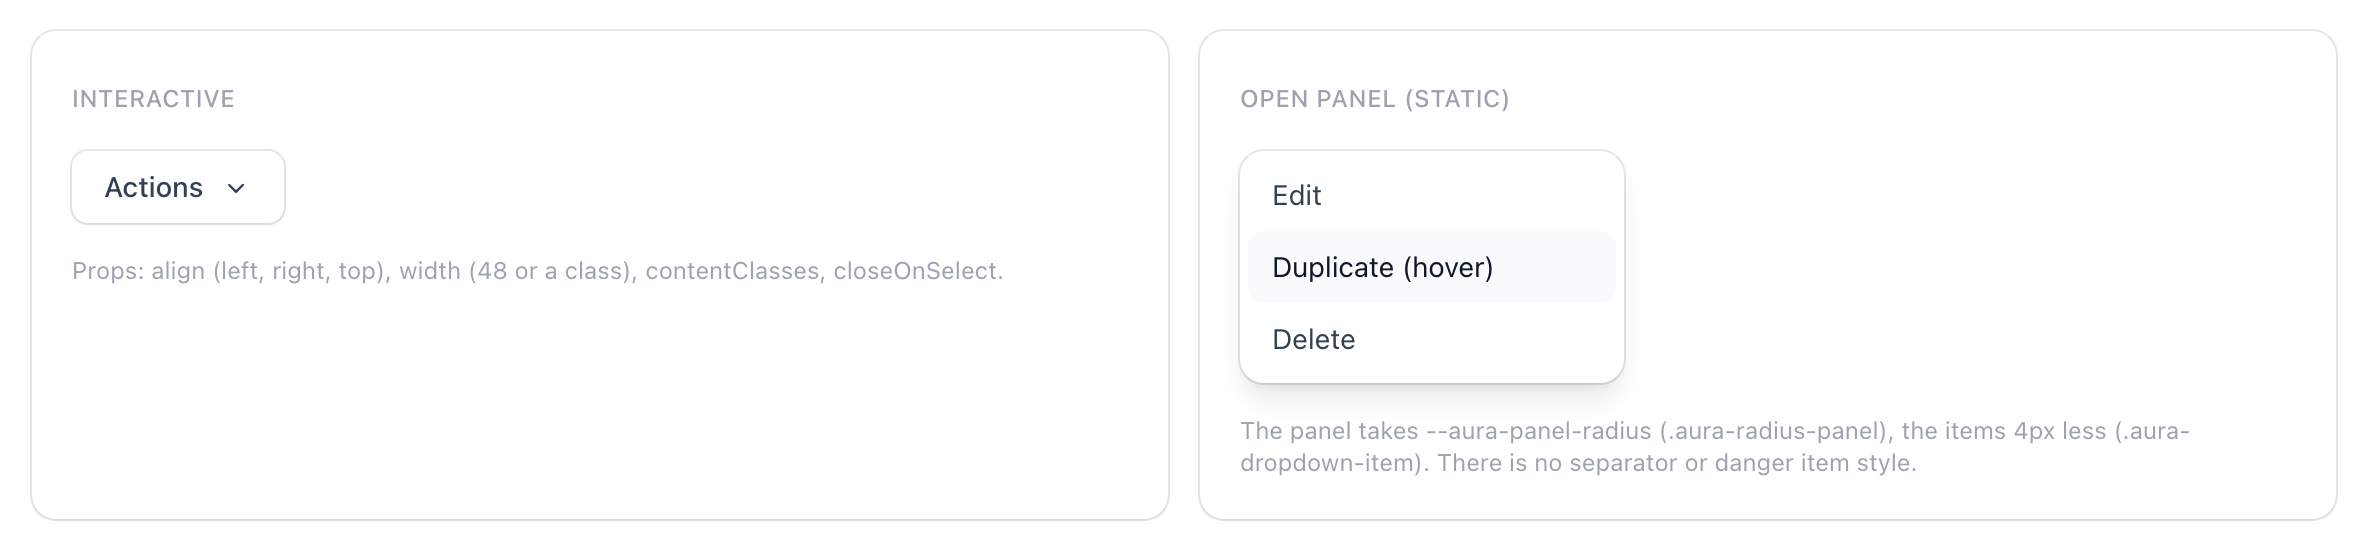 INTERACTIVE
Actions
Props: align (left, right, top), width (48 or a class), contentClasses, closeOnSelect.
OPEN PANEL (STATIC)
Edit
Duplicate (hover)
Delete
The panel takes --aura-panel-radius (.aura-radius-panel), the items 4px less (.aura-
dropdown-item). There is no separator or danger item style.